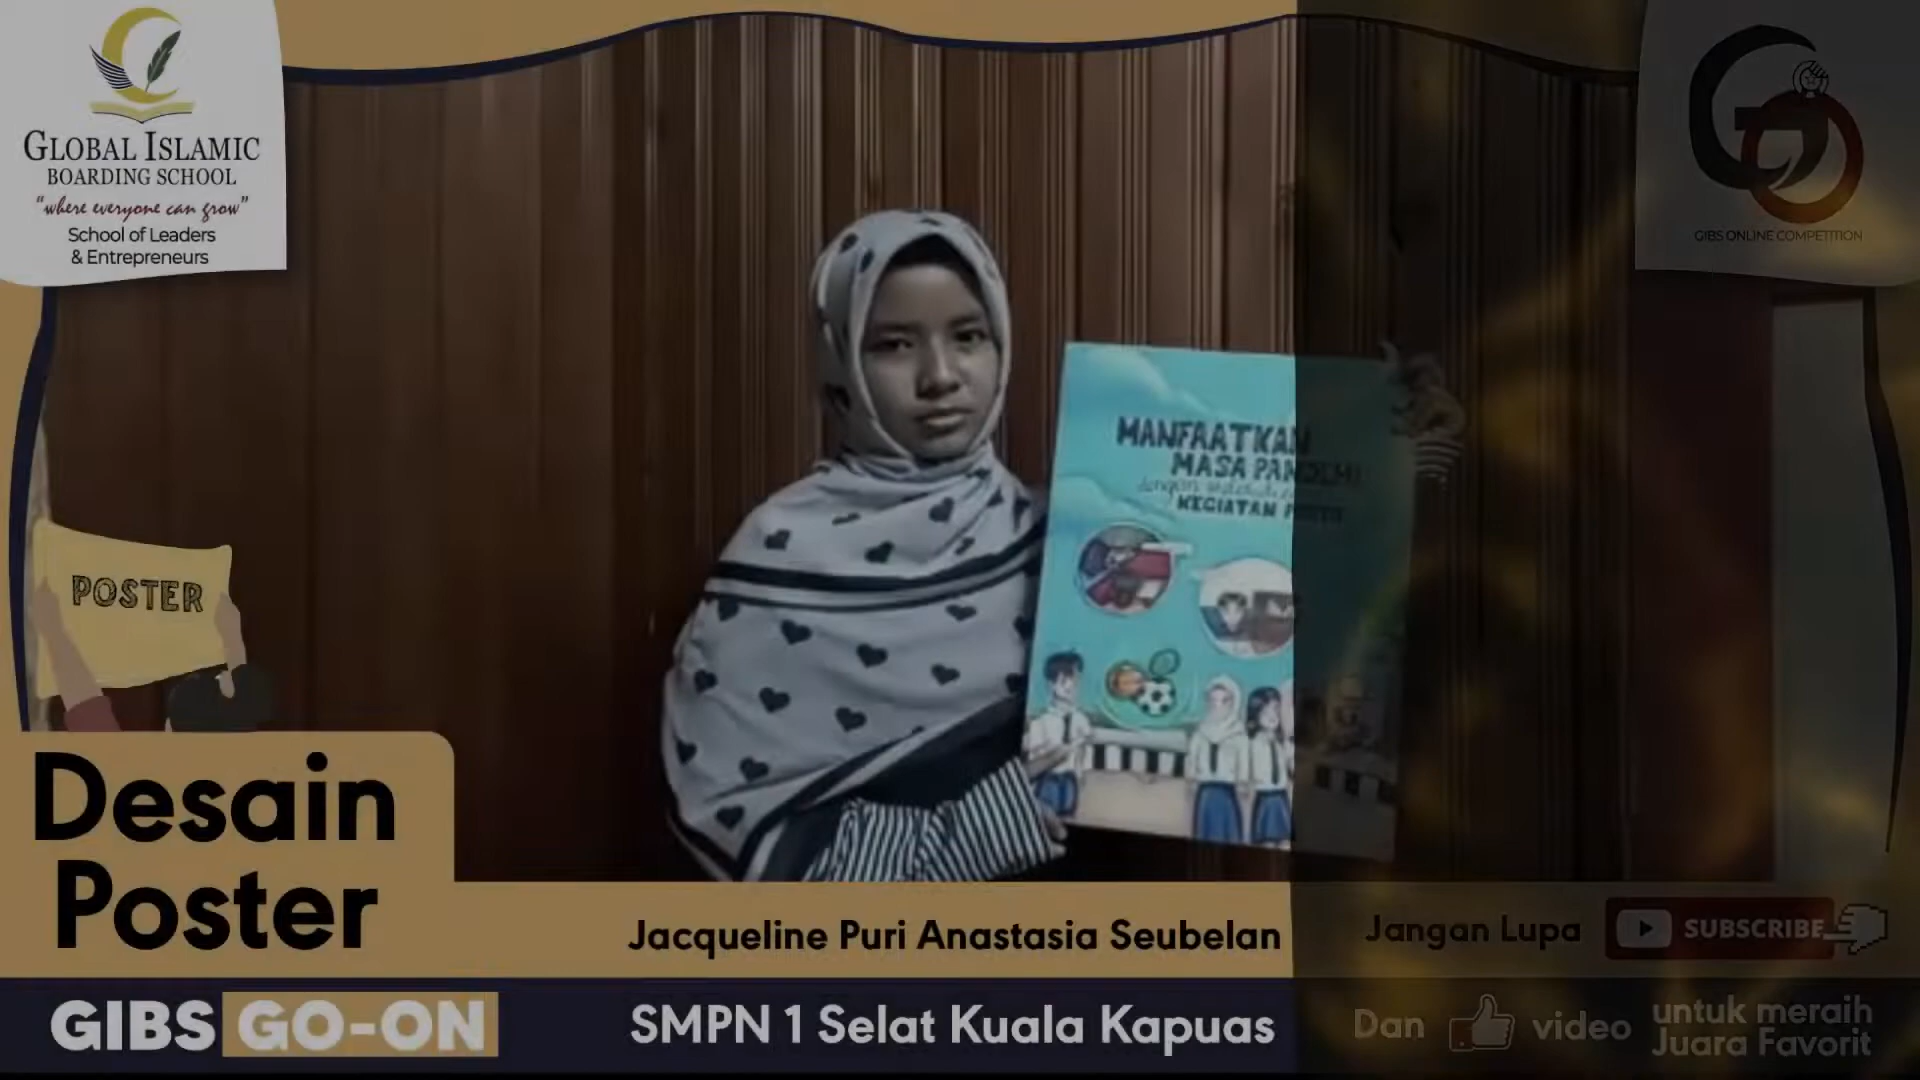 GLOBAL ISLAMIC
BOARDING SCHOOL
"where everyone can grow"
School of Leaders
& Entrepreneurs
GIBS ONLINE COMPETITION
MANFAATKAN
MASA PANDEMI
dengan
KEGIATAN
POSTER
Desain
Poster
Jacqueline Puri Anastasia Seubelan
Jangan Lupa
SUBSCRIBE
GIBS GO-ON
SMPN 1 Selat Kuala Kapuas
Dan video
untuk meraih
Juara Favorit